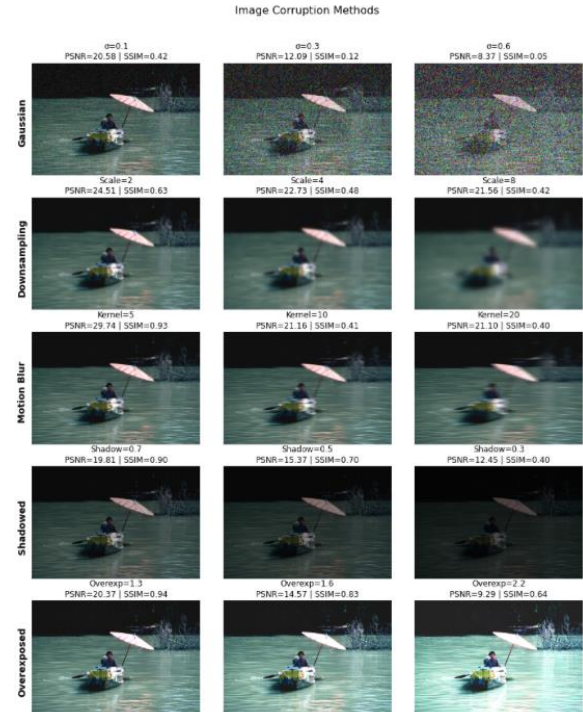 Image Corruption Methods
σ=0.1
PSNR=20.58 | SSIM=0.42
σ=0.3
PSNR=12.09 | SSIM=0.12
σ=0.6
PSNR=8.37 | SSIM=0.05
Gaussian
Scale=2
PSNR=24.51 | SSIM=0.63
Scale=4
PSNR=22.73 | SSIM=0.48
Scale=8
PSNR=21.56 | SSIM=0.42
Downsampling
Kernel=5
PSNR=29.74 | SSIM=0.93
Kernel=10
PSNR=21.16 | SSIM=0.41
Kernel=20
PSNR=21.10 | SSIM=0.40
Motion Blur
Shadow=0.7
PSNR=19.81 | SSIM=0.90
Shadow=0.5
PSNR=15.37 | SSIM=0.70
Shadow=0.3
PSNR=12.45 | SSIM=0.40
Shadowed
Overexp=1.3
PSNR=20.37 | SSIM=0.94
Overexp=1.6
PSNR=14.57 | SSIM=0.83
Overexp=2.2
PSNR=9.29 | SSIM=0.64
Overexposed